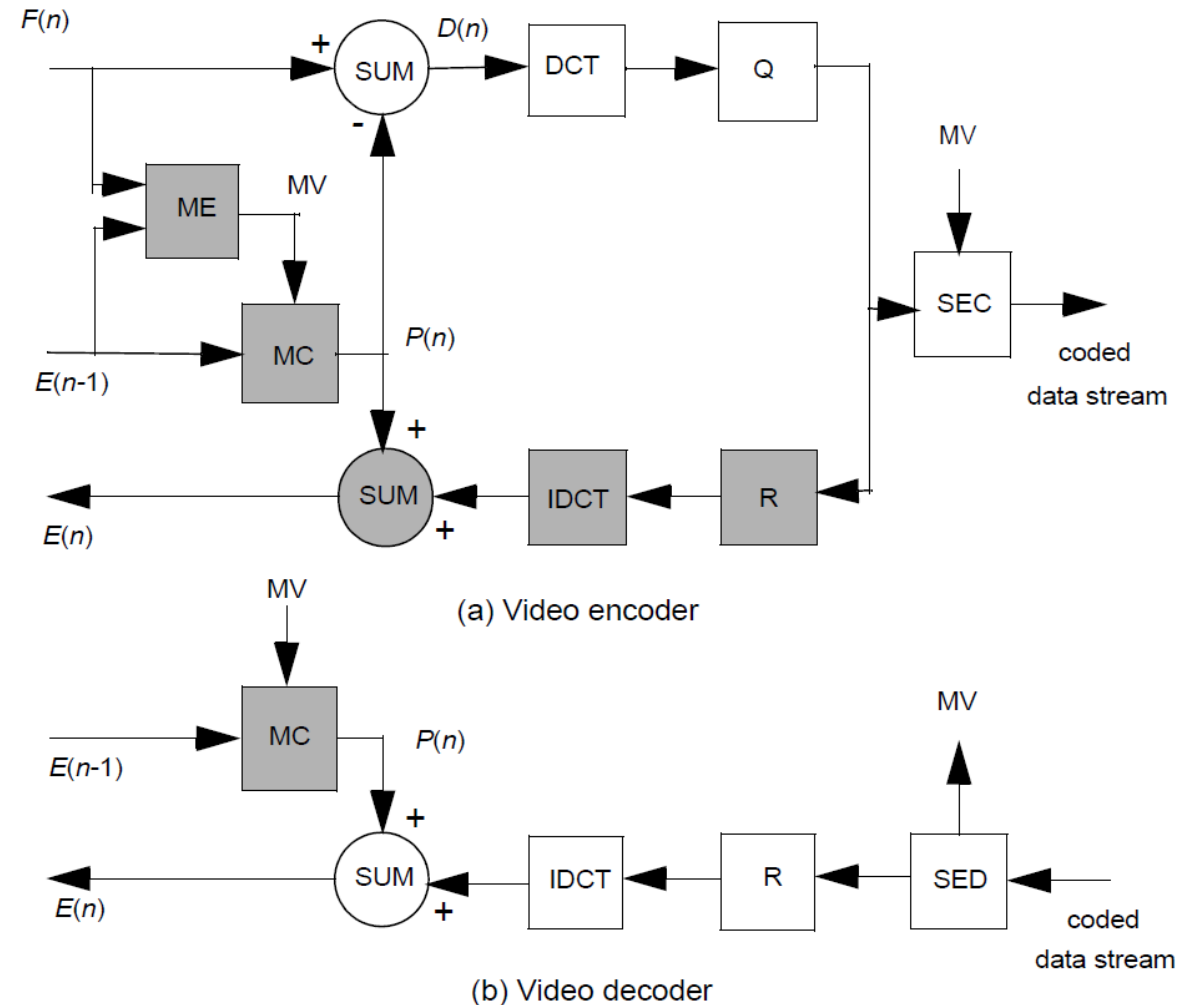 F(n)
+
SUM
D(n)
DCT
Q
-
MV
ME
MV
SEC
MC
P(n)
E(n-1)
coded
data stream
+
SUM
IDCT
R
+
E(n)
(a) Video encoder
MV
MC
P(n)
MV
E(n-1)
+
SUM
IDCT
R
SED
+
E(n)
coded
data stream
(b) Video decoder